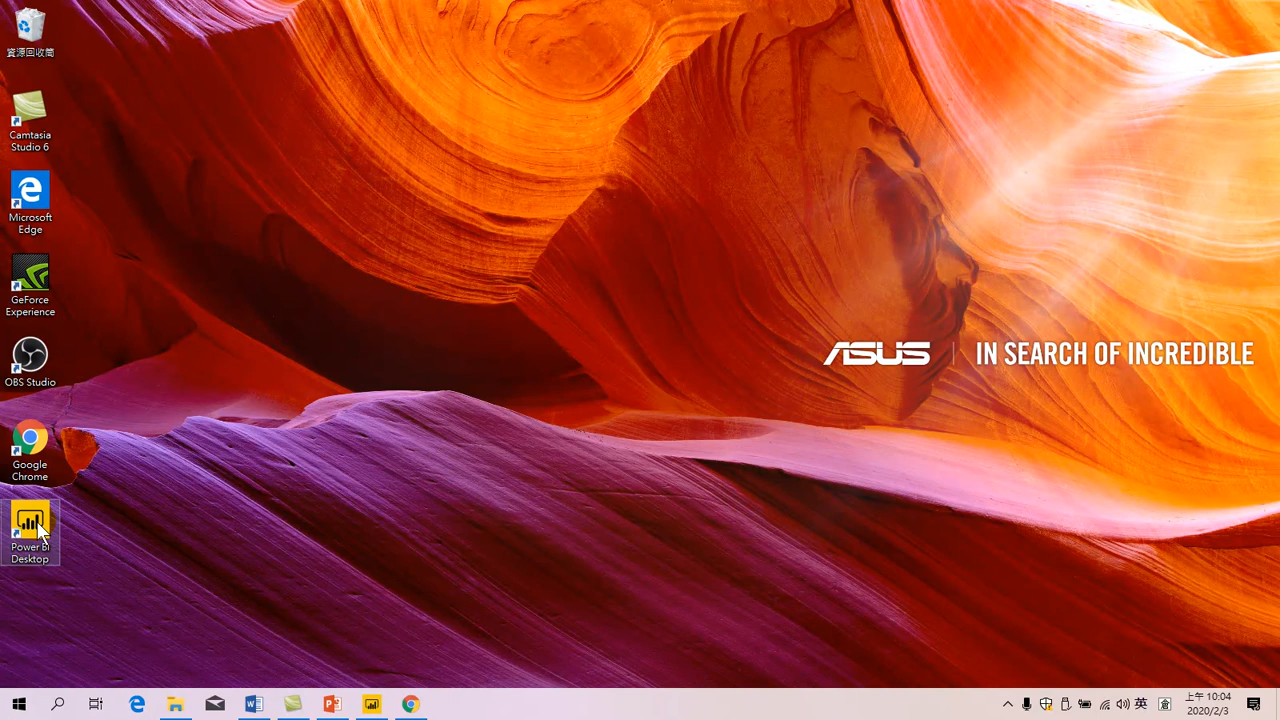 資源回收筒
Camtasia
Studio 6
Microsoft
Edge
GeForce
Experience
OBS Studio
Google
Chrome
Power BI
Desktop
ASUS
IN SEARCH OF INCREDIBLE
英
倉
上午 10:04
2020/2/3